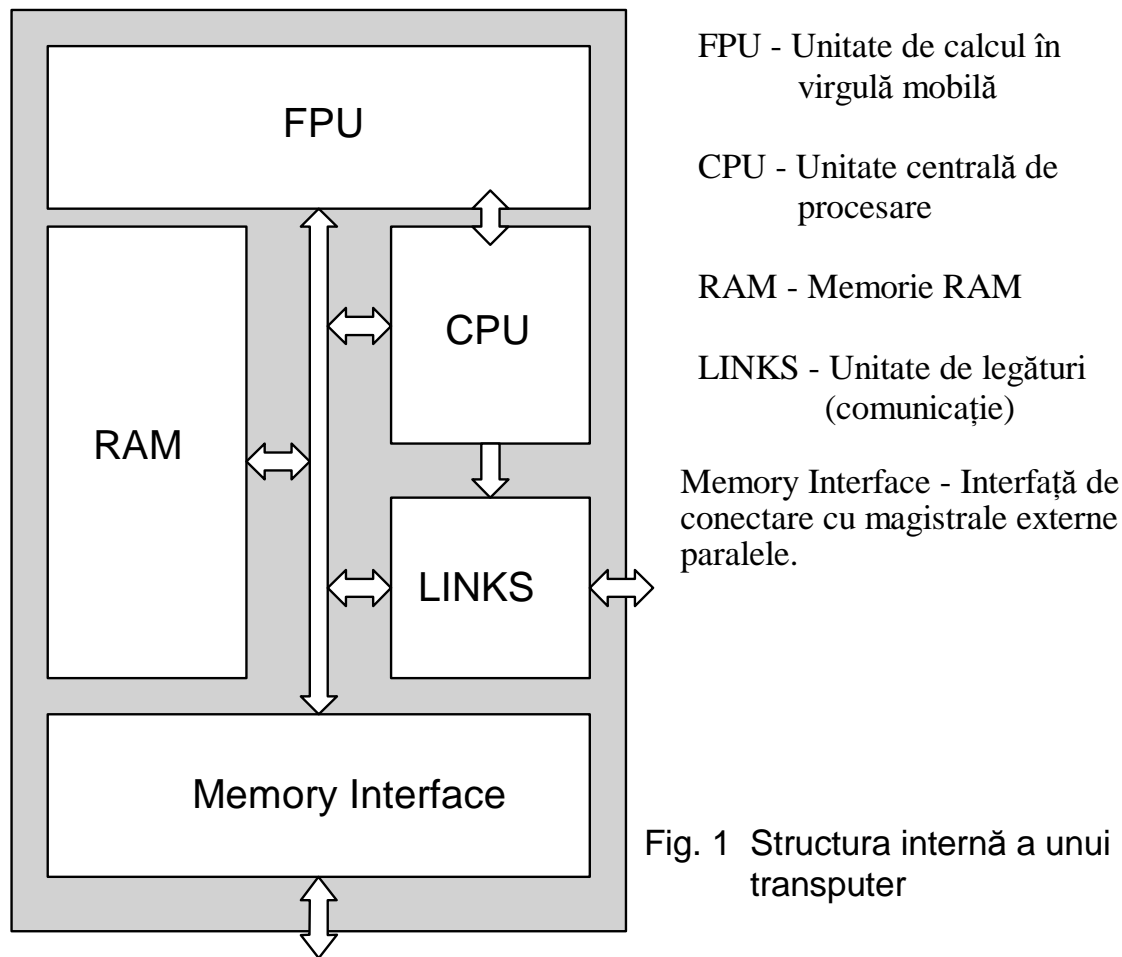 FPU
CPU
RAM
LINKS
Memory Interface
FPU - Unitate de calcul în
virgulă mobilă
CPU - Unitate centrală de
procesare
RAM - Memorie RAM
LINKS - Unitate de legături
(comunicație)
Memory Interface - Interfață de
conectare cu magistrale externe
paralele.
Fig. 1 Structura internă a unui
transputer